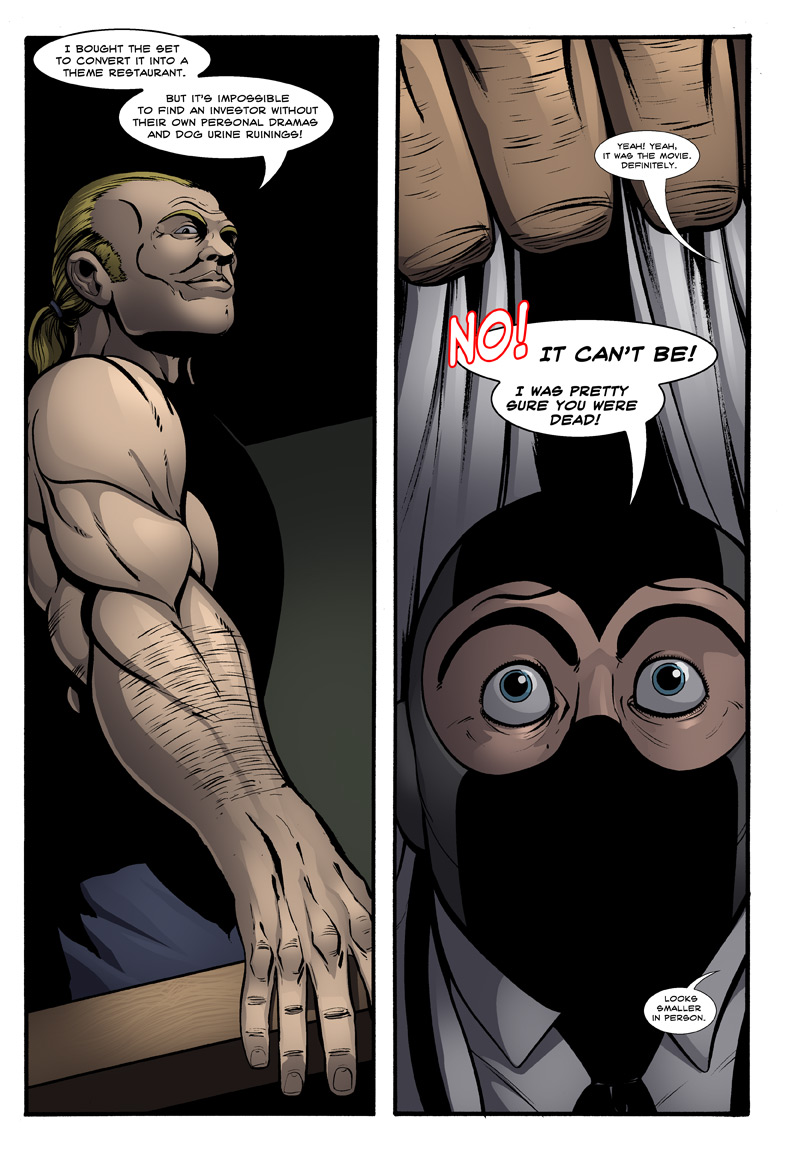 I BOUGHT THE SET
TO CONVERT IT INTO A
THEME RESTAURANT.
BUT IT'S IMPOSSIBLE
TO FIND AN INVESTOR WITHOUT
THEIR OWN PERSONAL DRAMAS
AND DOG URINE RUININGS!
YEAH! YEAH,
IT WAS THE MOVIE.
DEFINITELY.
NO! IT CAN'T BE!
I WAS PRETTY
SURE YOU WERE
DEAD!
LOOKS
SMALLER
IN PERSON.